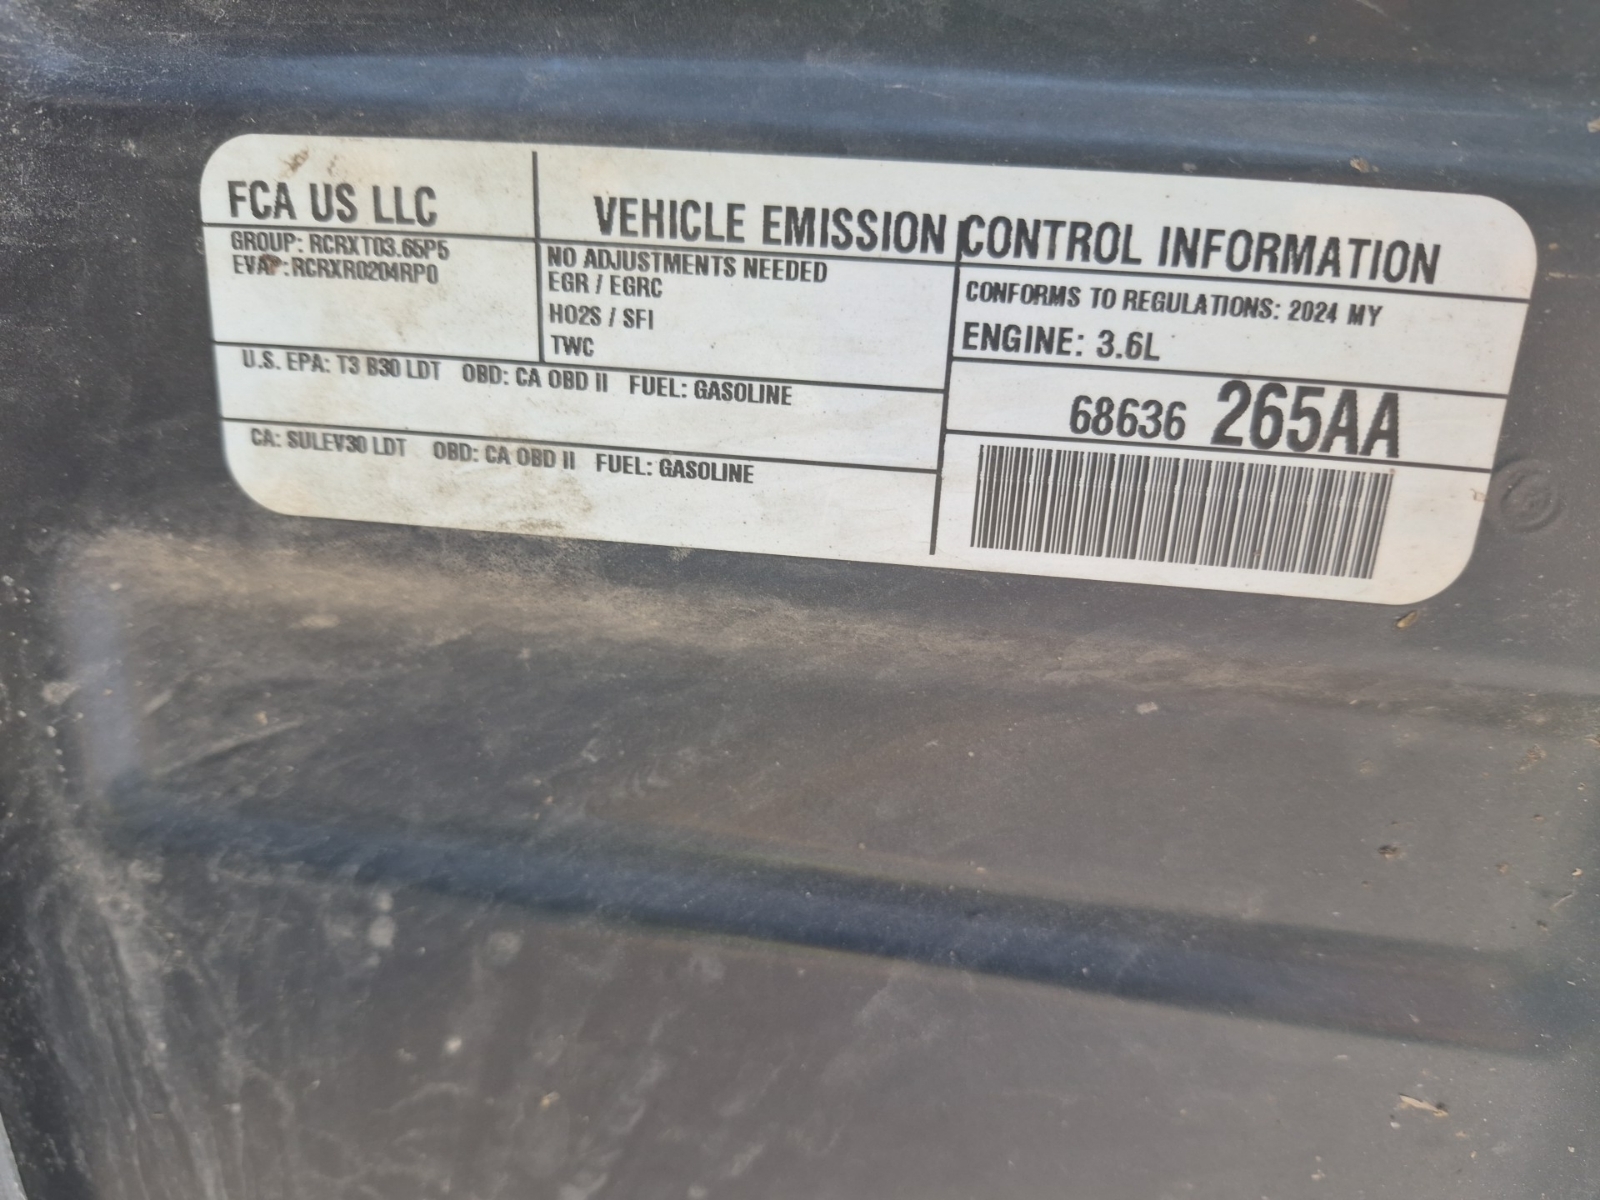 FCA US LLC
VEHICLE EMISSION CONTROL INFORMATION
GROUP: RCRXT03.65P5
EVAP:RCRXR0204RP0
NO ADJUSTMENTS NEEDED
EGR / EGRC
HO2S / SFI
TWC
CONFORMS TO REGULATIONS: 2024 MY
ENGINE: 3.6L
U.S. EPA: T3 B30 LDT OBD: CA OBD II FUEL: GASOLINE
CA: SULEV30 LDT OBD: CA OBD II FUEL: GASOLINE
68636 265AA